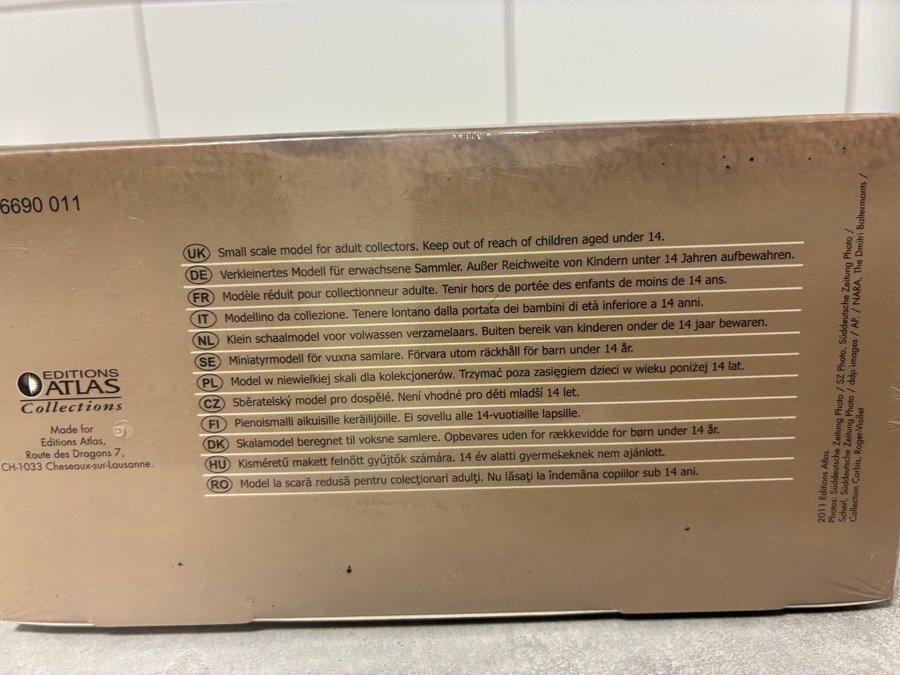 6690 011
UK Small scale model for adult collectors. Keep out of reach of children aged under 14.
DE Verkleinertes Modell für erwachsene Sammler. Außer Reichweite von Kindern unter 14 Jahren aufbewahren.
FR Modèle réduit pour collectionneur adulte. Tenir hors de portée des enfants de moins de 14 ans.
IT Modellino da collezione. Tenere lontano dalla portata dei bambini di età inferiore a 14 anni.
NL Klein schaalmodel voor volwassen verzamelaars. Buiten bereik van kinderen onder de 14 jaar bewaren.
SE Miniatyrmodell för vuxna samlare. Förvara utom räckhåll för barn under 14 år.
PL Model w niewielkiej skali dla kolekcjonerów. Trzymać poza zasięgiem dzieci w wieku poniżej 14 lat.
CZ Sběratelský model pro dospělé. Není vhodné pro děti mladší 14 let.
FI Pienoismalli aikuisille keräilijöille. Ei sovellu alle 14-vuotiaille lapsille.
DK Skalamodel beregnet til voksne samlere. Opbevares uden for rækkevidde for børn under 14 år.
HU Kisméretű makett felnőtt gyűjtők számára. 14 év alatti gyermekeknek nem ajánlott.
RO Model la scară redusă pentru colecționari adulți. Nu lăsați la îndemâna copiilor sub 14 ani.
EDITIONS
ATLAS
Collections
Made for
Editions Atlas,
Route des Dragons 7,
CH-1033 Cheseaux-sur-Lausanne.
2011 Editions Atlas.
Photos: Süddeutsche Zeitung Photo / SZ Photo, Süddeutsche Zeitung Photo /
Scherl, Süddeutsche Zeitung Photo / ddp images / AP. / NARA, The Dmitri Baltermants /
Collection Corbis, Roger-Viollet